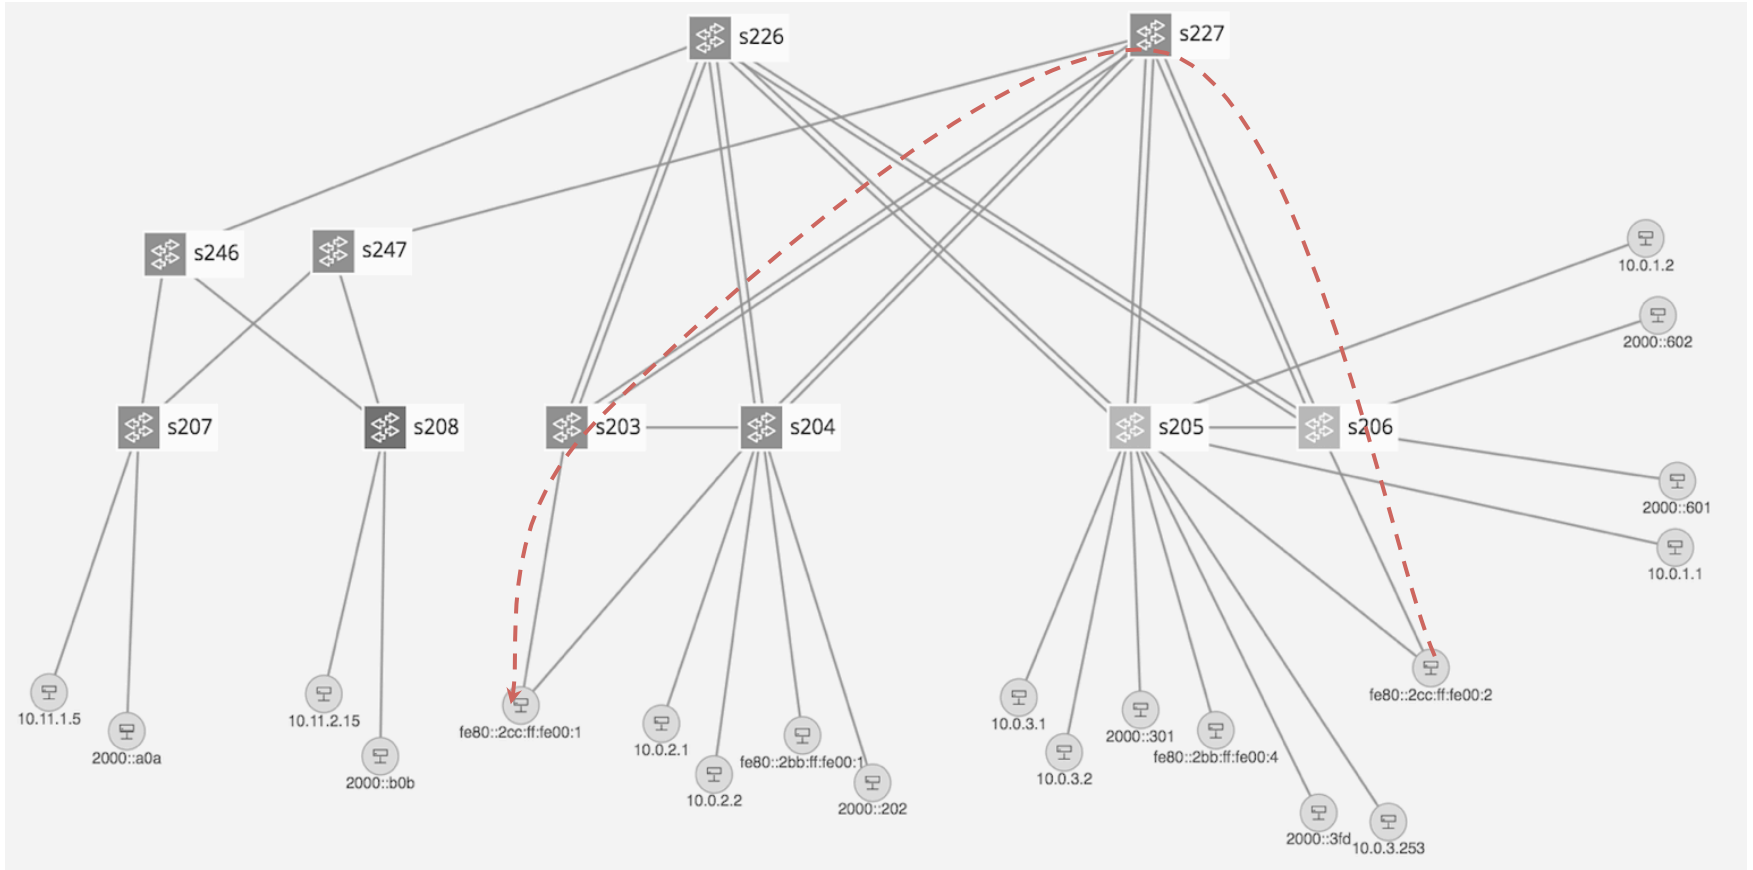 s226
s227
s246
s247
10.0.1.2
2000::602
s207
s208
s203
s204
s205
s206
2000::601
10.0.1.1
10.11.1.5
2000::a0a
10.11.2.15
2000::b0b
fe80::2cc:ff:fe00:1
10.0.2.1
10.0.2.2
fe80::2bb:ff:fe00:1
2000::202
10.0.3.1
10.0.3.2
2000::301
fe80::2bb:ff:fe00:4
fe80::2cc:ff:fe00:2
2000::3fd
10.0.3.253